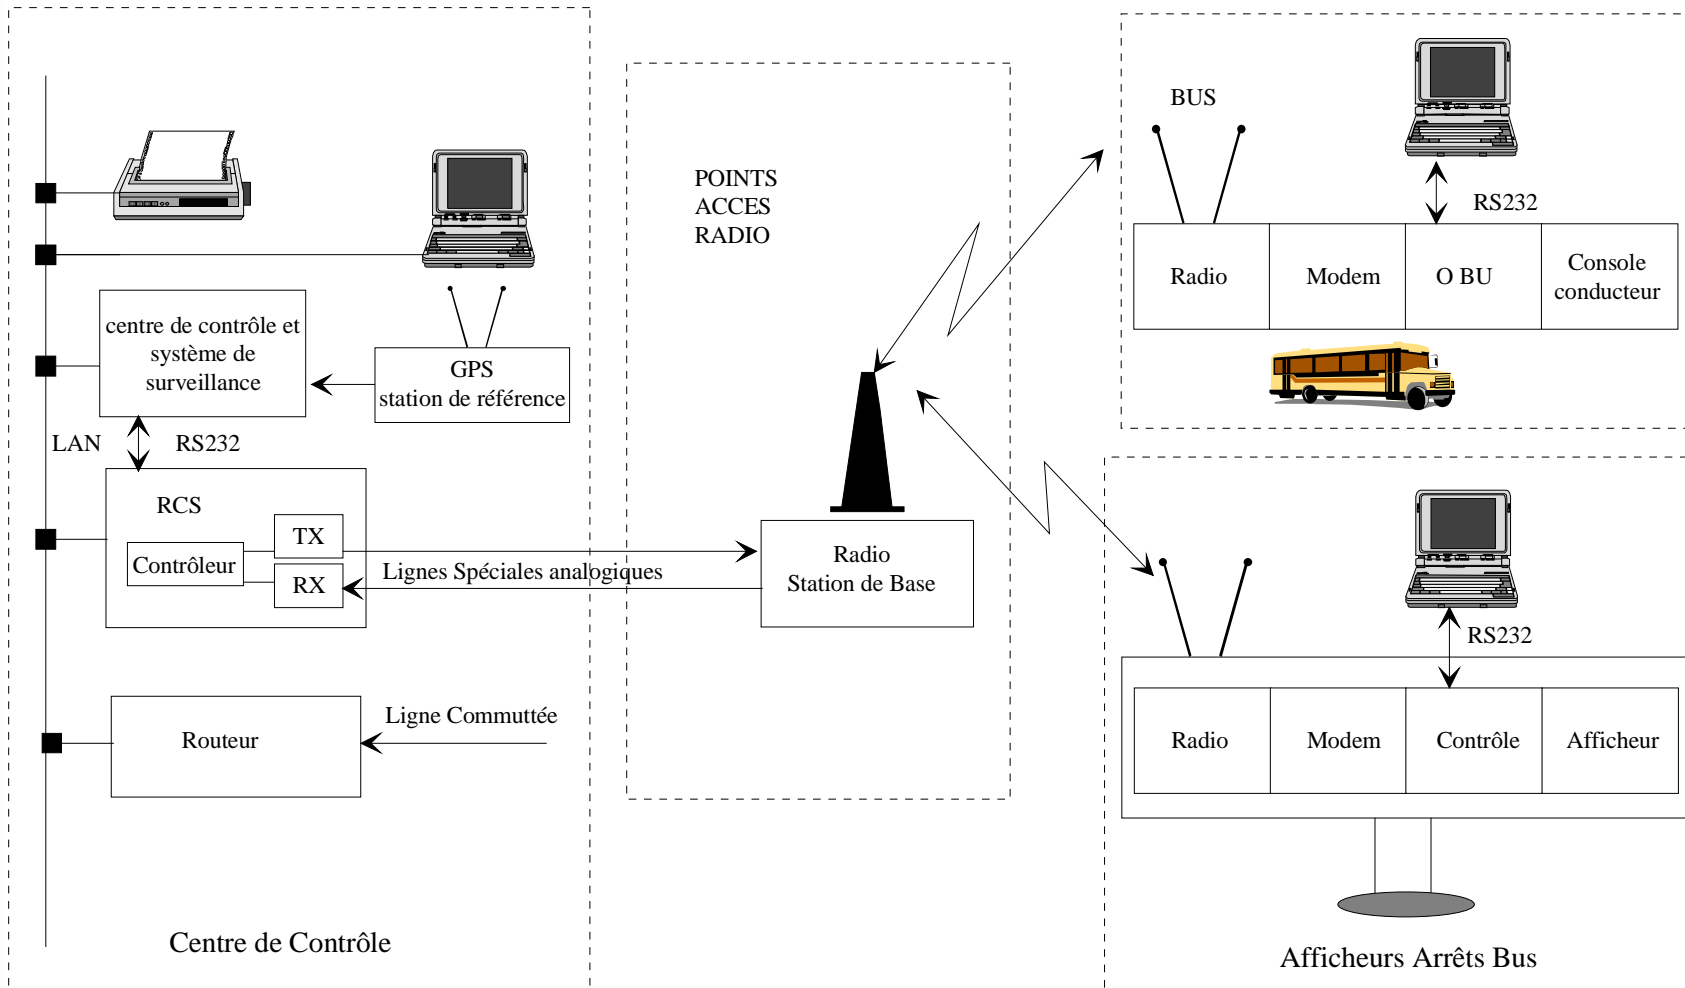 centre de contrôle et
système de
surveillance
GPS
station de référence
LAN
RS232
RCS
TX
Contrôleur
RX
Lignes Spéciales analogiques
Routeur
Ligne Commuttée
Centre de Contrôle
POINTS
ACCES
RADIO
Radio
Station de Base
BUS
RS232
Radio
Modem
O BU
Console
conducteur
RS232
Radio
Modem
Contrôle
Afficheur
Afficheurs Arrêts Bus